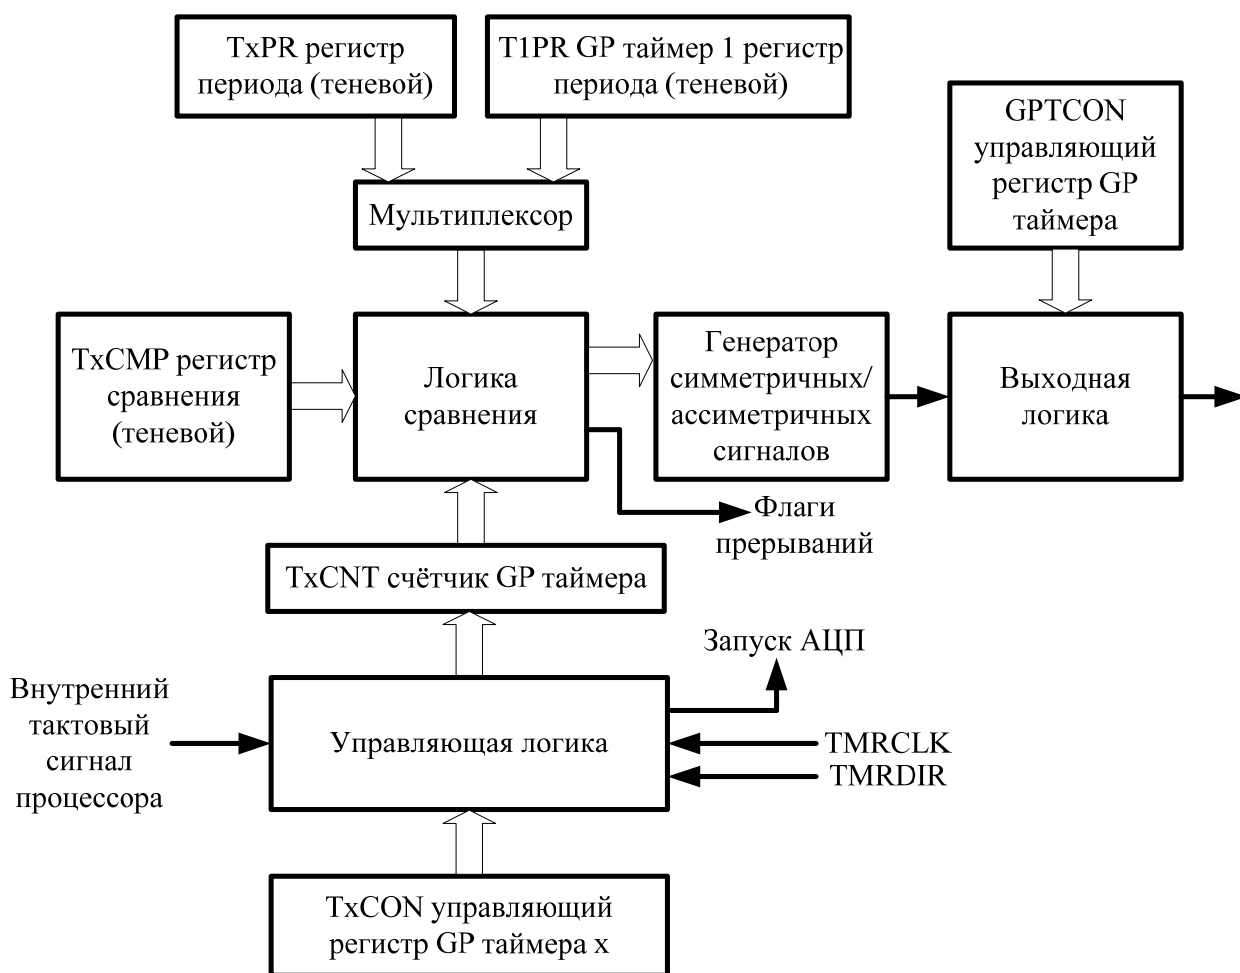 TxPR регистр
периода (теневой)
T1PR GP таймер 1 регистр
периода (теневой)
GPTCON
управляющий
регистр GP
таймера
Мультиплексор
TxCMP регистр
сравнения
(теневой)
Логика
сравнения
Генератор
симметричных/
ассиметричных
сигналов
Выходная
логика
Флаги
прерываний
TxCNT счётчик GP таймера
Запуск АЦП
Внутренний
тактовый
сигнал
процессора
Управляющая логика
TMRCLK
TMRDIR
TxCON управляющий
регистр GP таймера x